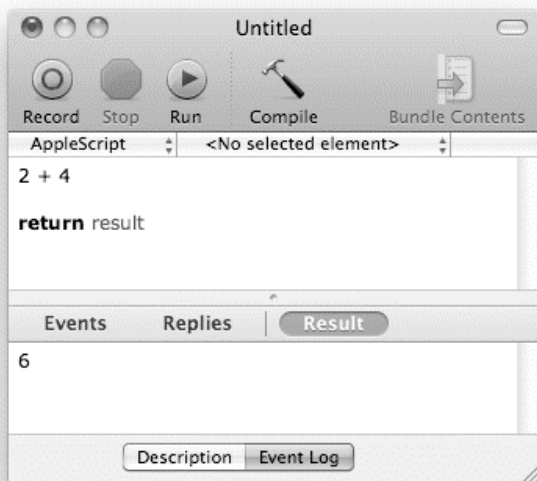 Untitled
Record Stop Run Compile Bundle Contents
AppleScript <No selected element>
2 + 4
return result
Events Replies Result
6
Description Event Log